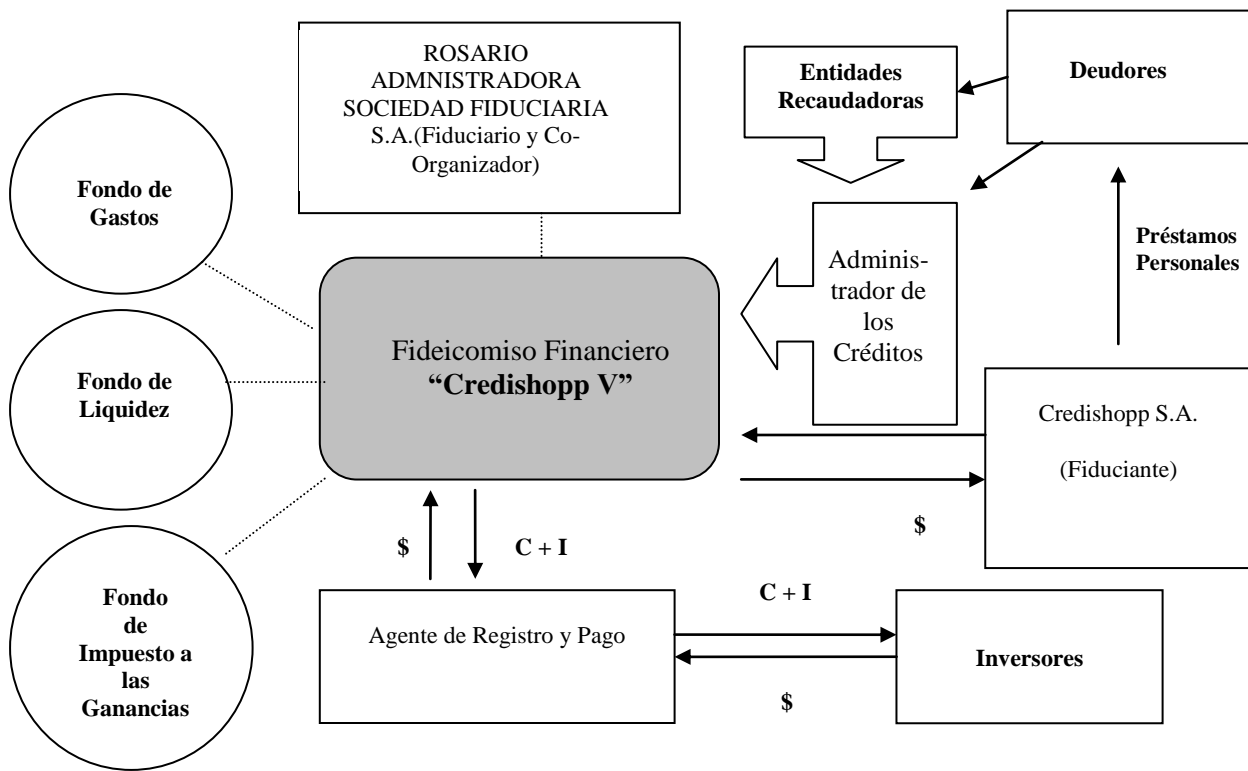 ROSARIO
ADMNISTRADORA
SOCIEDAD FIDUCIARIA
S.A.(Fiduciario y Co-
Organizador)
Entidades
Recaudadoras
Deudores
Fondo de
Gastos
Préstamos
Personales
Adminis-
trador de
los
Créditos
Fideicomiso Financiero
“Credishopp V”
Fondo de
Liquidez
Credishopp S.A.
(Fiduciante)
$
$
C + I
Fondo
de
Impuesto a
las
Ganancias
Agente de Registro y Pago
C + I
$
Inversores